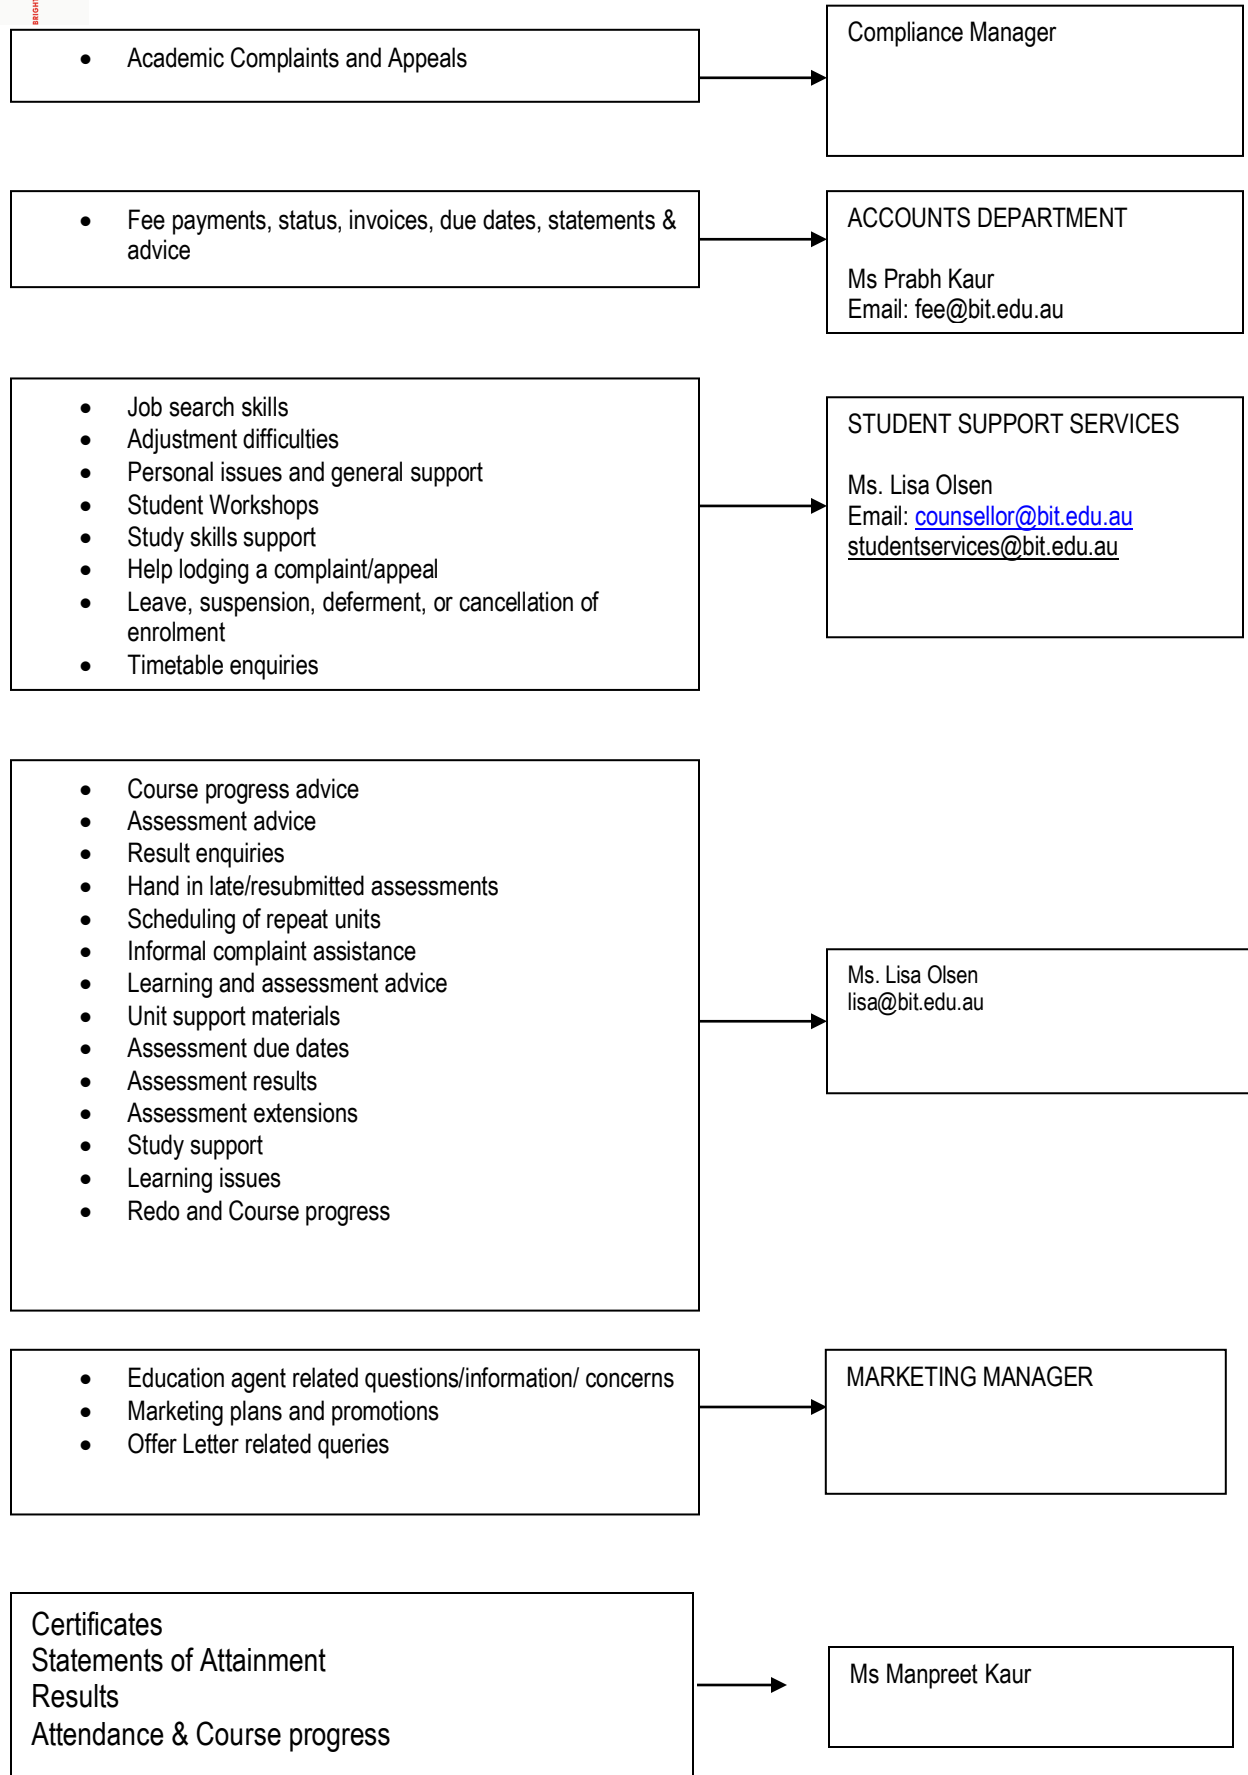 BRIGHT
• Academic Complaints and Appeals
Compliance Manager
• Fee payments, status, invoices, due dates, statements &
advice
ACCOUNTS DEPARTMENT
Ms Prabh Kaur
Email: fee@bit.edu.au
• Job search skills
• Adjustment difficulties
• Personal issues and general support
• Student Workshops
• Study skills support
• Help lodging a complaint/appeal
• Leave, suspension, deferment, or cancellation of
enrolment
• Timetable enquiries
STUDENT SUPPORT SERVICES
Ms. Lisa Olsen
Email: counsellor@bit.edu.au
studentservices@bit.edu.au
• Course progress advice
• Assessment advice
• Result enquiries
• Hand in late/resubmitted assessments
• Scheduling of repeat units
• Informal complaint assistance
• Learning and assessment advice
• Unit support materials
• Assessment due dates
• Assessment results
• Assessment extensions
• Study support
• Learning issues
• Redo and Course progress
Ms. Lisa Olsen
lisa@bit.edu.au
• Education agent related questions/information/ concerns
• Marketing plans and promotions
• Offer Letter related queries
MARKETING MANAGER
Certificates
Statements of Attainment
Results
Attendance & Course progress
Ms Manpreet Kaur